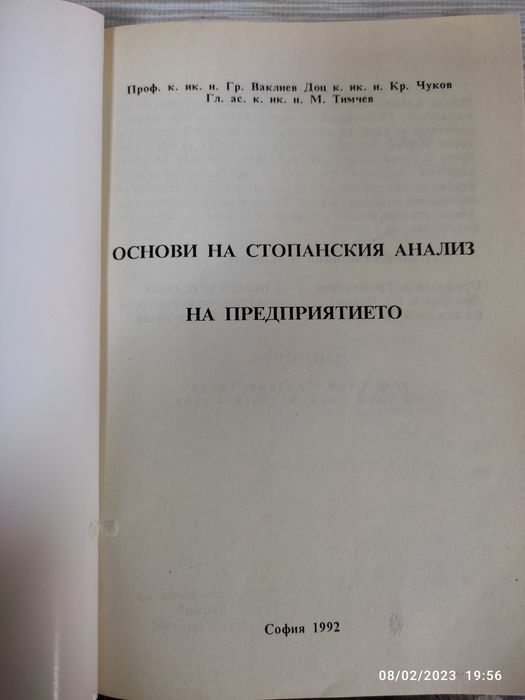 Проф. к. ик. н. Гр. Ваклиев Доц к. ик. н. Кр. Чуков
Гл. ас. к. ик. н. М. Тимчев
ОСНОВИ НА СТОПАНСКИЯ АНАЛИЗ
НА ПРЕДПРИЯТИЕТО
София 1992
08/02/2023 19:56